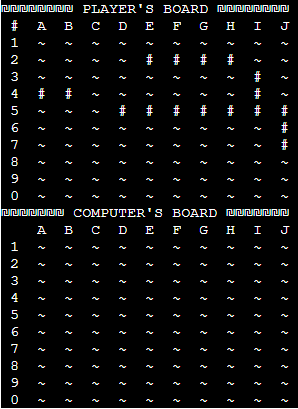 ₪₪₪₪₪₪₪₪ PLAYER'S BOARD ₪₪₪₪₪₪₪₪
# A B C D E F G H I J
1 ~ ~ ~ ~ ~ ~ ~ ~ ~ ~
2 ~ ~ ~ ~ # # # # ~ ~
3 ~ ~ ~ ~ ~ ~ ~ ~ # ~
4 # # ~ ~ ~ ~ ~ ~ # ~
5 ~ ~ ~ # # # # # # #
6 ~ ~ ~ ~ ~ ~ ~ ~ ~ #
7 ~ ~ ~ ~ ~ ~ ~ ~ ~ #
8 ~ ~ ~ ~ ~ ~ ~ ~ ~ ~
9 ~ ~ ~ ~ ~ ~ ~ ~ ~ ~
0 ~ ~ ~ ~ ~ ~ ~ ~ ~ ~
₪₪₪₪₪₪₪ COMPUTER'S BOARD ₪₪₪₪₪₪₪
A B C D E F G H I J
1 ~ ~ ~ ~ ~ ~ ~ ~ ~ ~
2 ~ ~ ~ ~ ~ ~ ~ ~ ~ ~
3 ~ ~ ~ ~ ~ ~ ~ ~ ~ ~
4 ~ ~ ~ ~ ~ ~ ~ ~ ~ ~
5 ~ ~ ~ ~ ~ ~ ~ ~ ~ ~
6 ~ ~ ~ ~ ~ ~ ~ ~ ~ ~
7 ~ ~ ~ ~ ~ ~ ~ ~ ~ ~
8 ~ ~ ~ ~ ~ ~ ~ ~ ~ ~
9 ~ ~ ~ ~ ~ ~ ~ ~ ~ ~
0 ~ ~ ~ ~ ~ ~ ~ ~ ~ ~